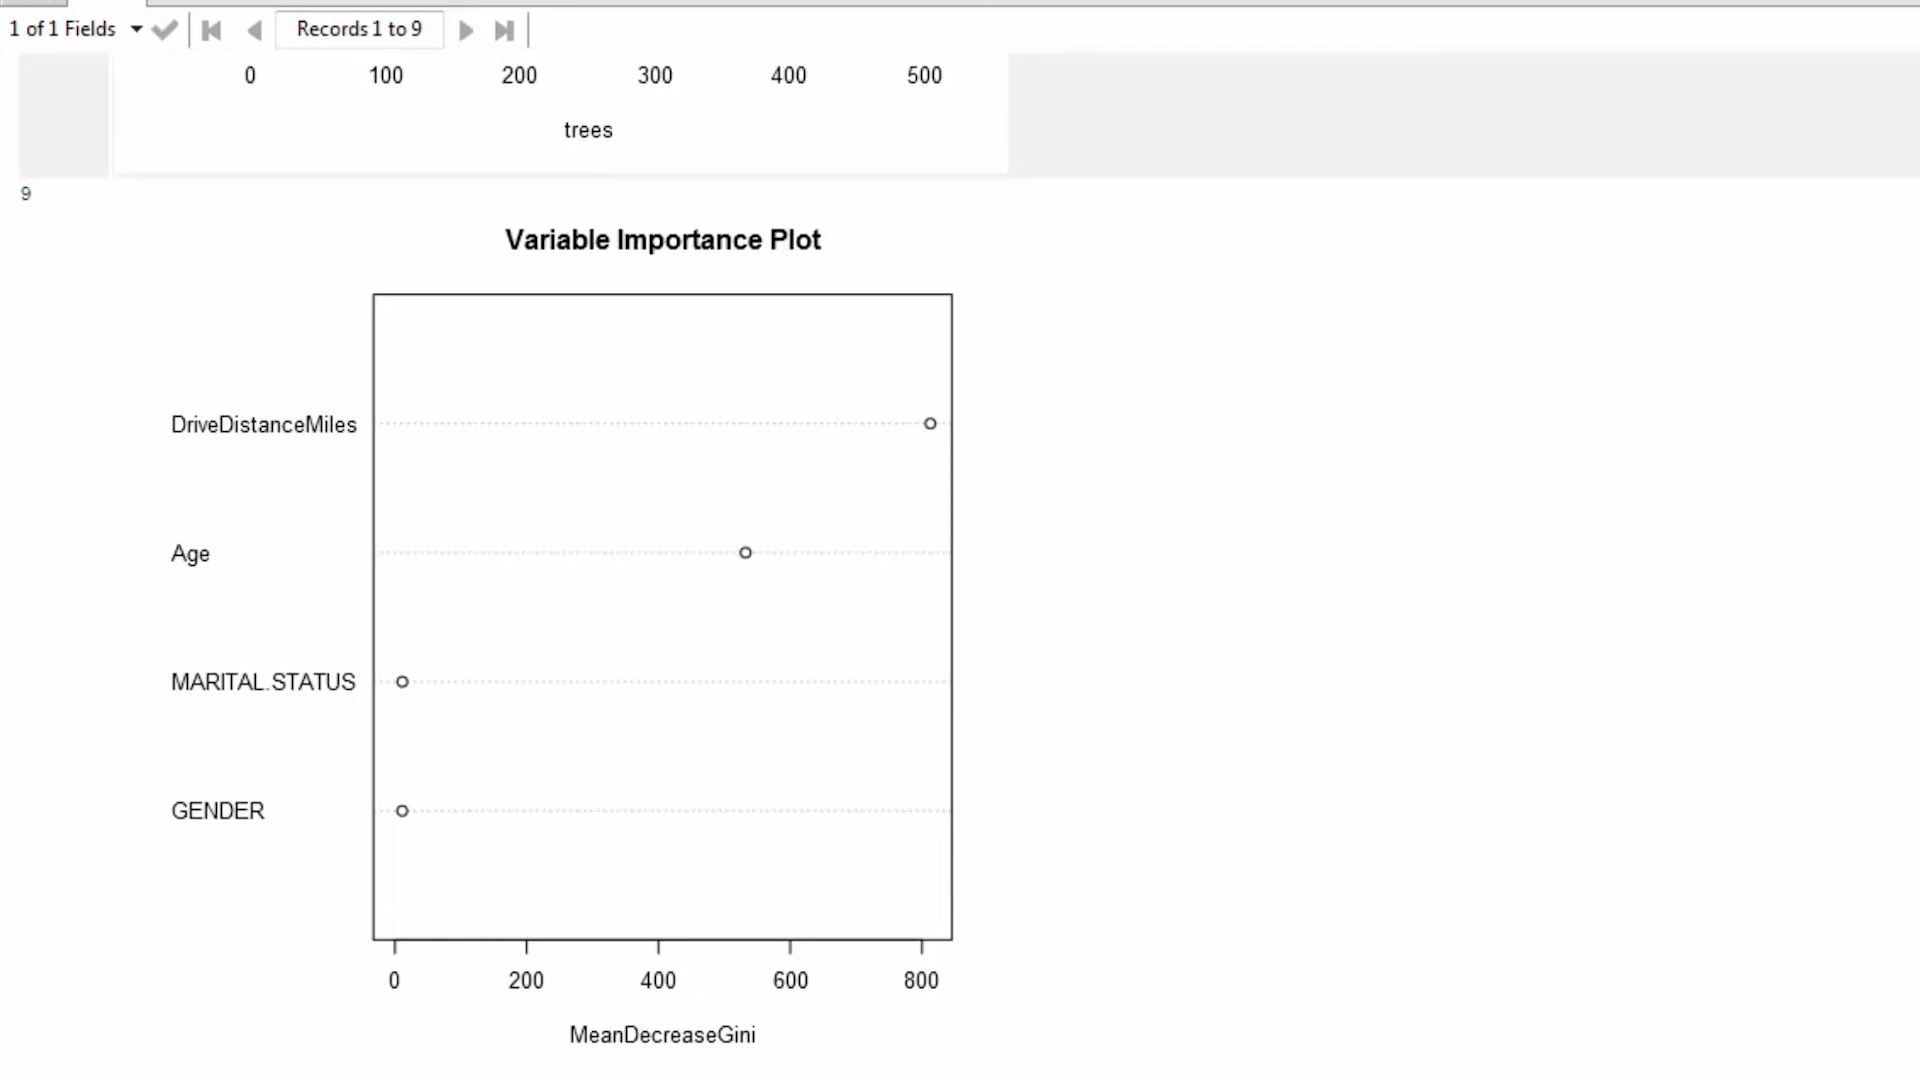 1 of 1 Fields Records 1 to 9
0 100 200 300 400 500
trees
9
Variable Importance Plot
DriveDistanceMiles
Age
MARITAL.STATUS
GENDER
0 200 400 600 800
MeanDecreaseGini